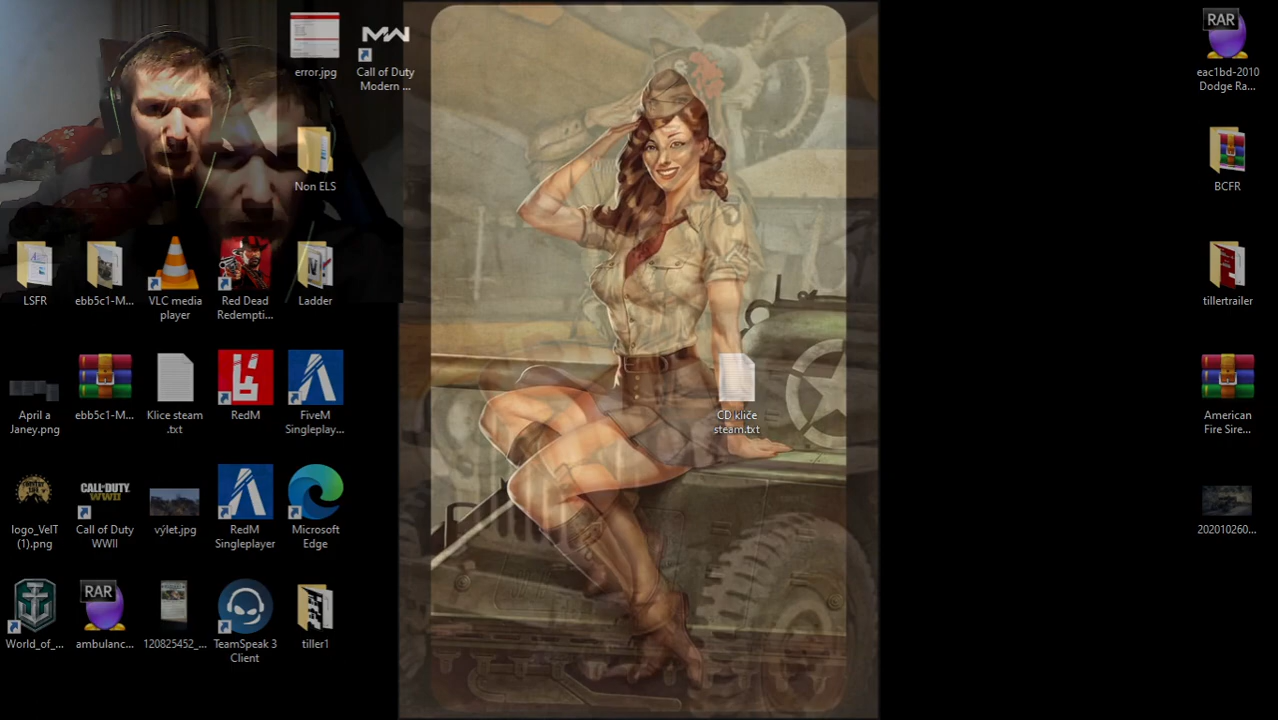 error.jpg
Call of Duty
Modern ...
RAR
eac1bd-2010
Dodge Ra...
Non ELS
BCFR
LSFR
ebb5c1-M...
VLC media
player
Red Dead
Redempti...
Ladder
tillertrailer
April a
Janey.png
ebb5c1-M...
Klice steam
.txt
RedM
FiveM
Singleplay...
CD kliče
steam.txt
American
Fire Sire...
CALL OF DUTY
WWII
logo_VelT
(1).png
Call of Duty
WWII
výlet.jpg
RedM
Singleplayer
Microsoft
Edge
202010260...
RAR
World_of_...
ambulanc...
120825452_...
TeamSpeak 3
Client
tiller1